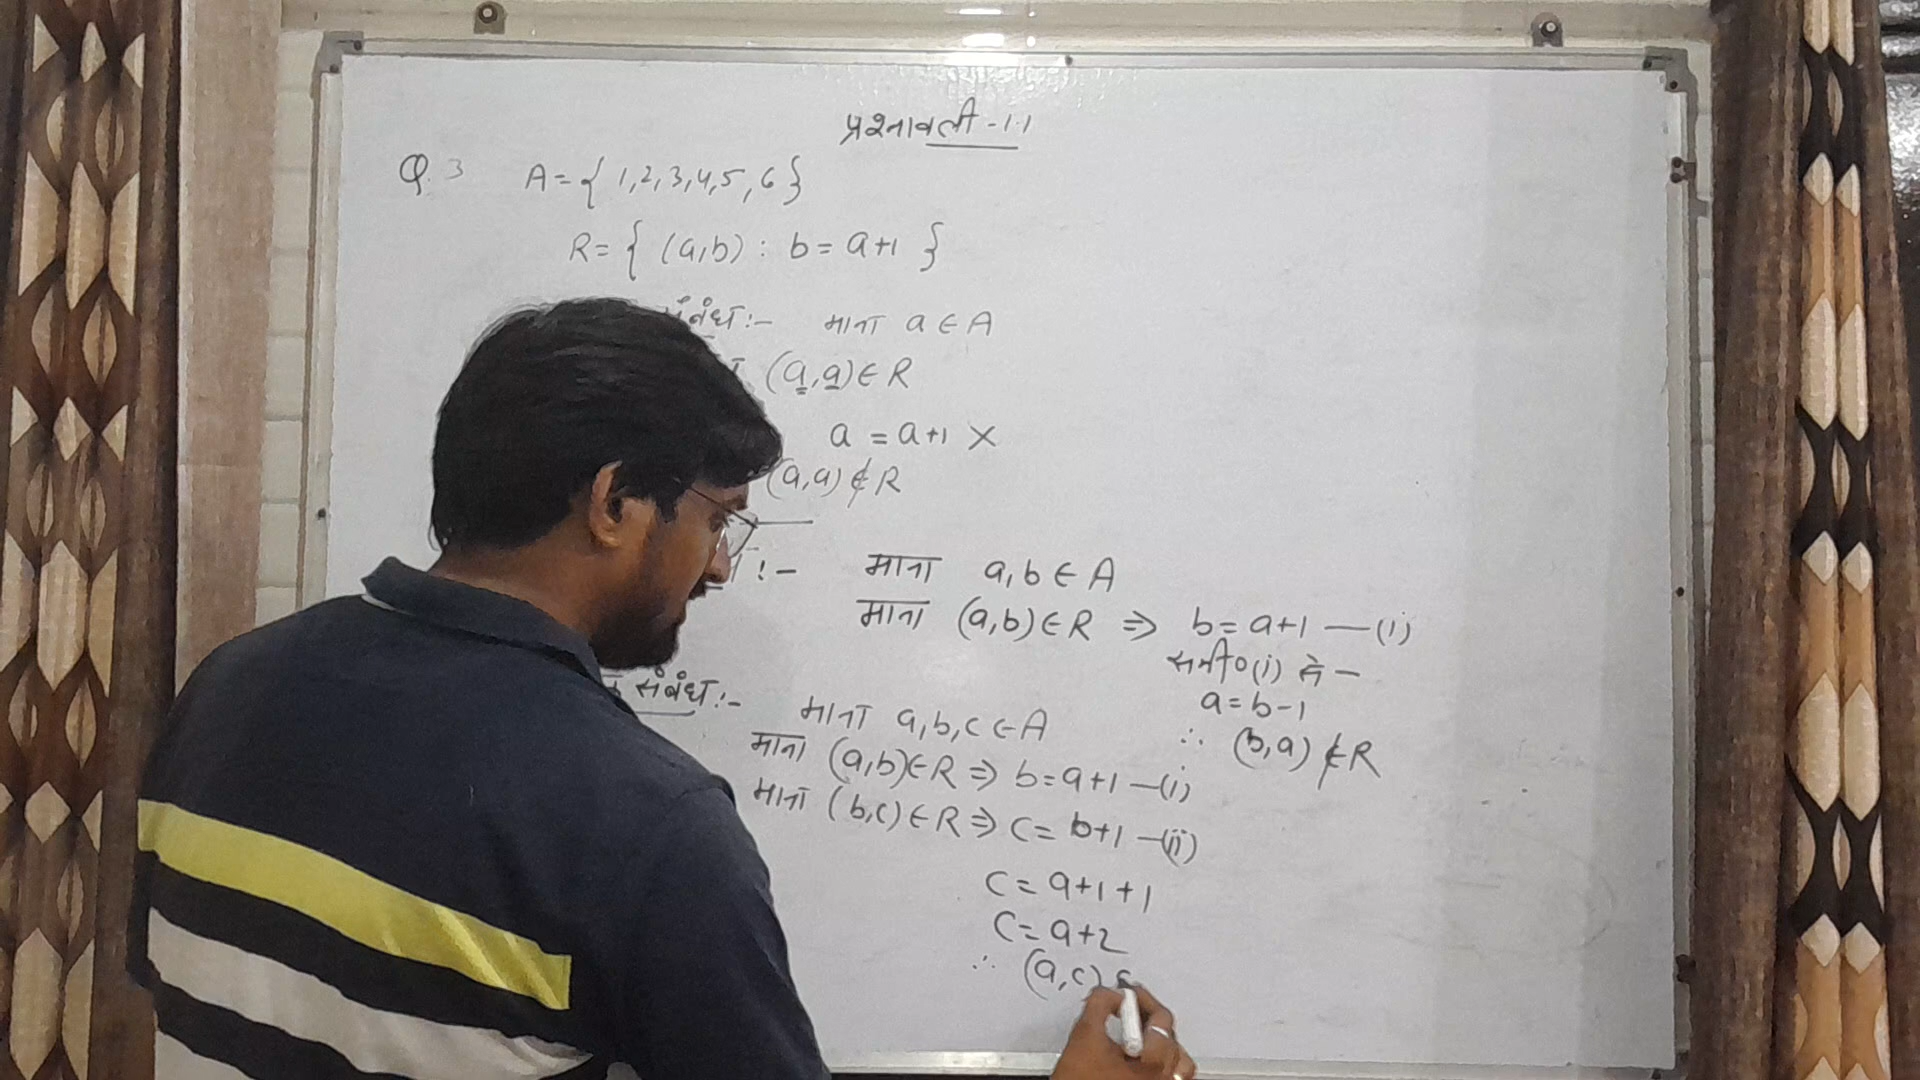 प्रश्नावली-1.1
Q.3 A={1,2,3,4,5,6}
R={(a,b): b=a+1}
संबंध:- माना a∈A
(a,a)∈R
a=a+1 ×
(a,a)∉R
:- माना a,b∈A
माना (a,b)∈R ⇒ b=a+1 —(i)
समी०(i) से -
a=b-1
∴ (b,a)∉R
संबंध:- माना a,b,c∈A
माना (a,b)∈R ⇒ b=a+1 —(i)
माना (b,c)∈R ⇒ c=b+1 —(ii)
c=a+1+1
c=a+2
∴ (a,c)